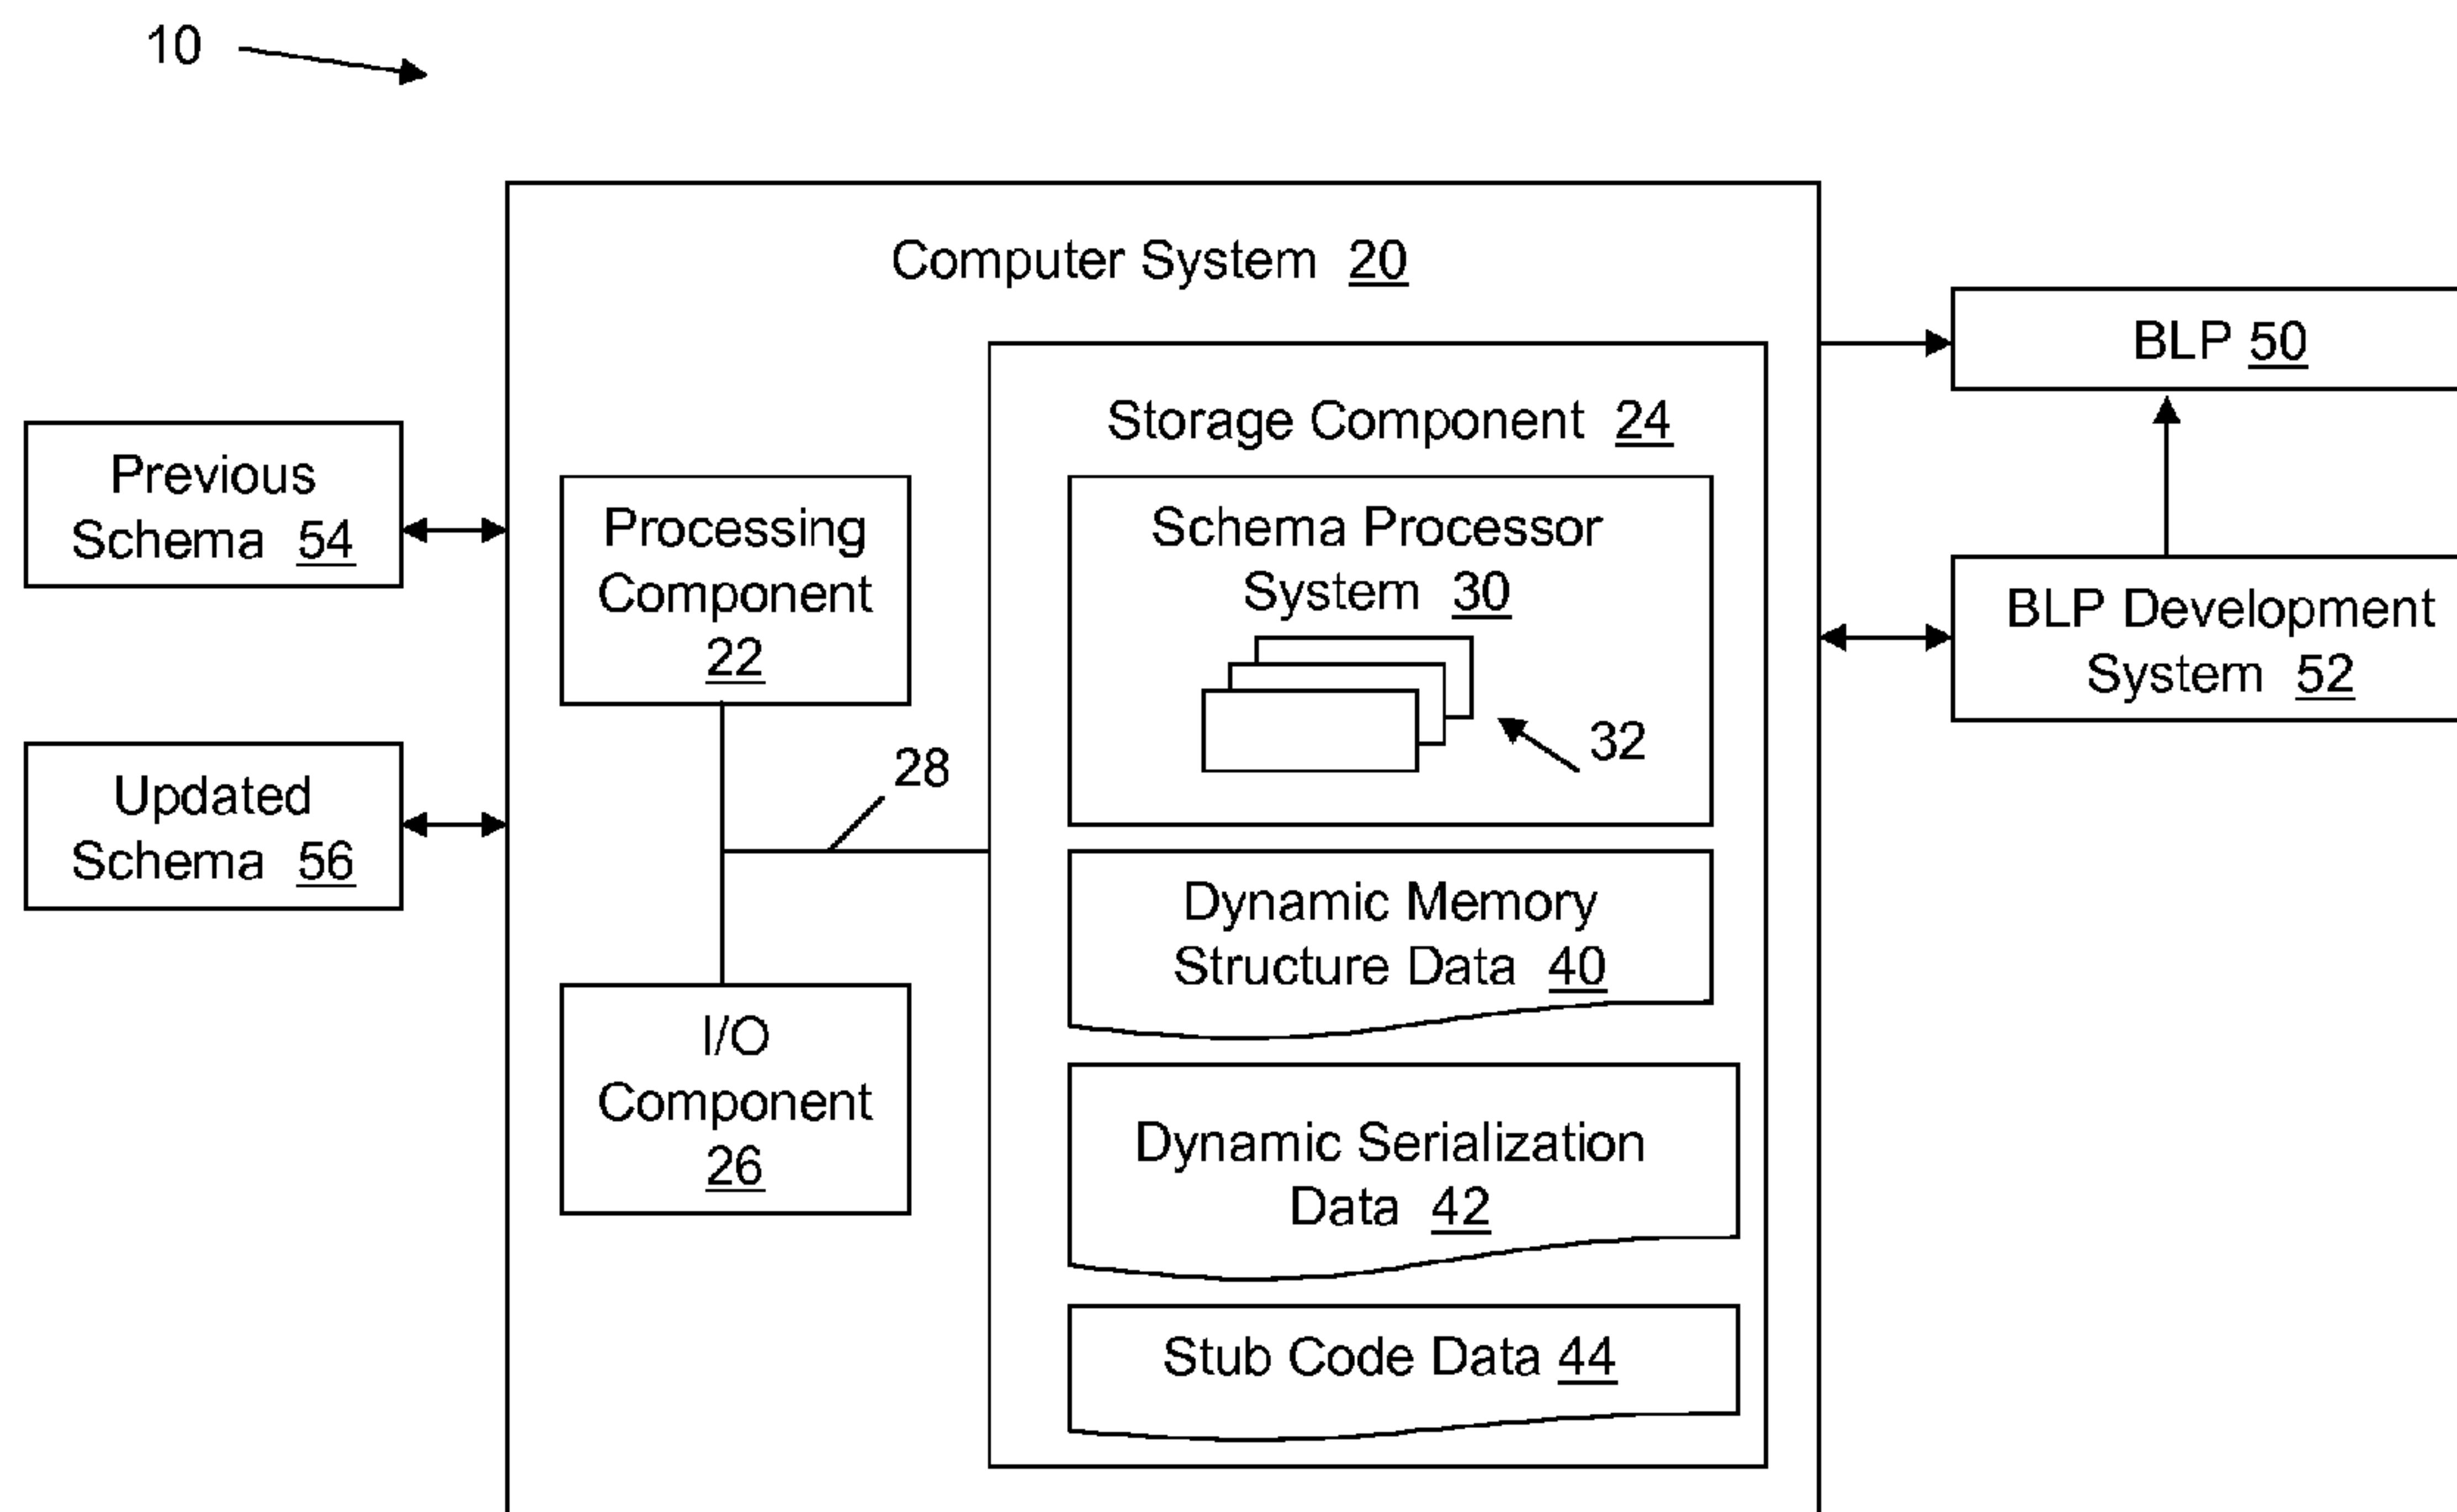 10
Computer System 20
BLP 50
Storage Component 24
Previous
Schema 54
Processing
Component
22
Schema Processor
System 30
32
BLP Development
System 52
28
Updated
Schema 56
Dynamic Memory
Structure Data 40
I/O
Component
26
Dynamic Serialization
Data 42
Stub Code Data 44